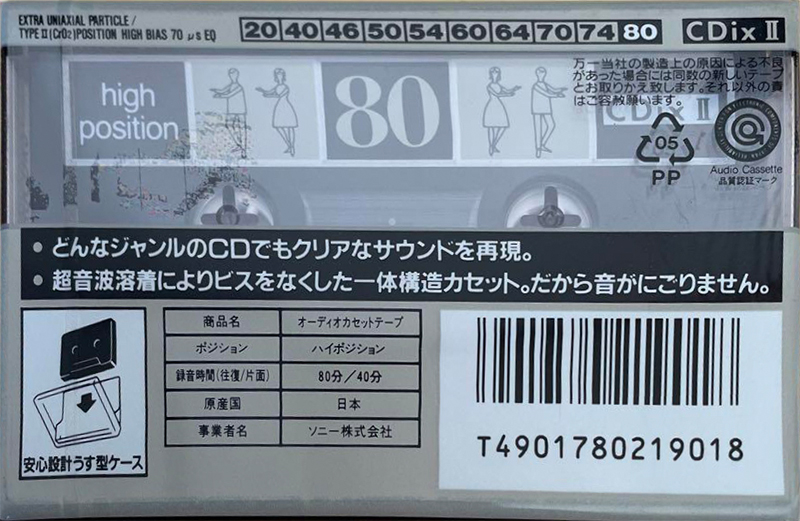 EXTRA UNIAXIAL PARTICLE/
TYPE II (CrO2) POSITION HIGH BIAS 70 μs EQ
20 40 46 50 54 60 64 70 74 80 CDix II
high
position
80
CDix II
万一当社の製造上の原因による不良
があった場合には同数の新しいテープ
とお取りかえ致します。それ以外の責
はご容赦願います。
05
PP
Audio Cassette
品質認証マーク
• どんなジャンルのCDでもクリアなサウンドを再現。
• 超音波溶着によりビスをなくした一体構造カセット。だから音がにごりません。
安心設計うす型ケース
商品名 オーディオカセットテープ
ポジション ハイポジション
録音時間(往復/片面) 80分/40分
原産国 日本
事業者名 ソニー株式会社
T4901780219018